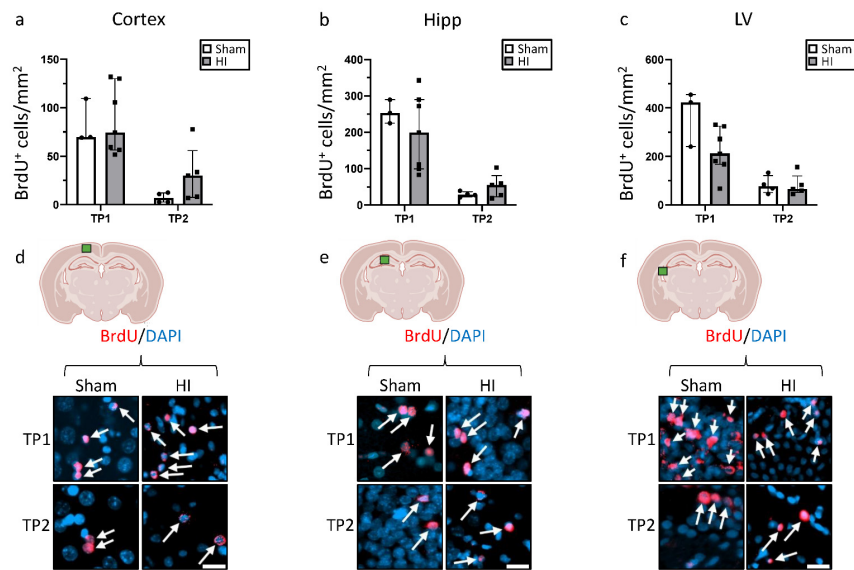 a Cortex
BrdU⁺ cells/mm²
150
100
50
0
TP1 TP2
Sham
HI
b Hipp
BrdU⁺ cells/mm²
400
300
200
100
0
TP1 TP2
Sham
HI
c LV
BrdU⁺ cells/mm²
600
400
200
0
TP1 TP2
Sham
HI
d
BrdU/DAPI
Sham HI
TP1
TP2
e
BrdU/DAPI
Sham HI
TP1
TP2
f
BrdU/DAPI
Sham HI
TP1
TP2